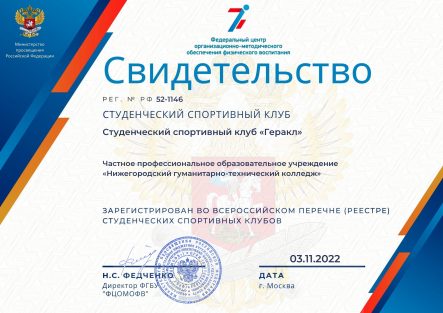 Министерство
просвещения
Российской Федерации
Федеральный центр
организационно-методического
обеспечения физического воспитания
Свидетельство
РЕГ. № РФ 52-1146
СТУДЕНЧЕСКИЙ СПОРТИВНЫЙ КЛУБ
Студенческий спортивный клуб «Геракл»
Частное профессиональное образовательное учреждение
«Нижегородский гуманитарно-технический колледж»
ЗАРЕГИСТРИРОВАН ВО ВСЕРОССИЙСКОМ ПЕРЕЧНЕ (РЕЕСТРЕ)
СТУДЕНЧЕСКИХ СПОРТИВНЫХ КЛУБОВ
03.11.2022
Н.С. ФЕДЧЕНКО
ДАТА
Директор ФГБУ
г. Москва
"ФЦОМОФВ"